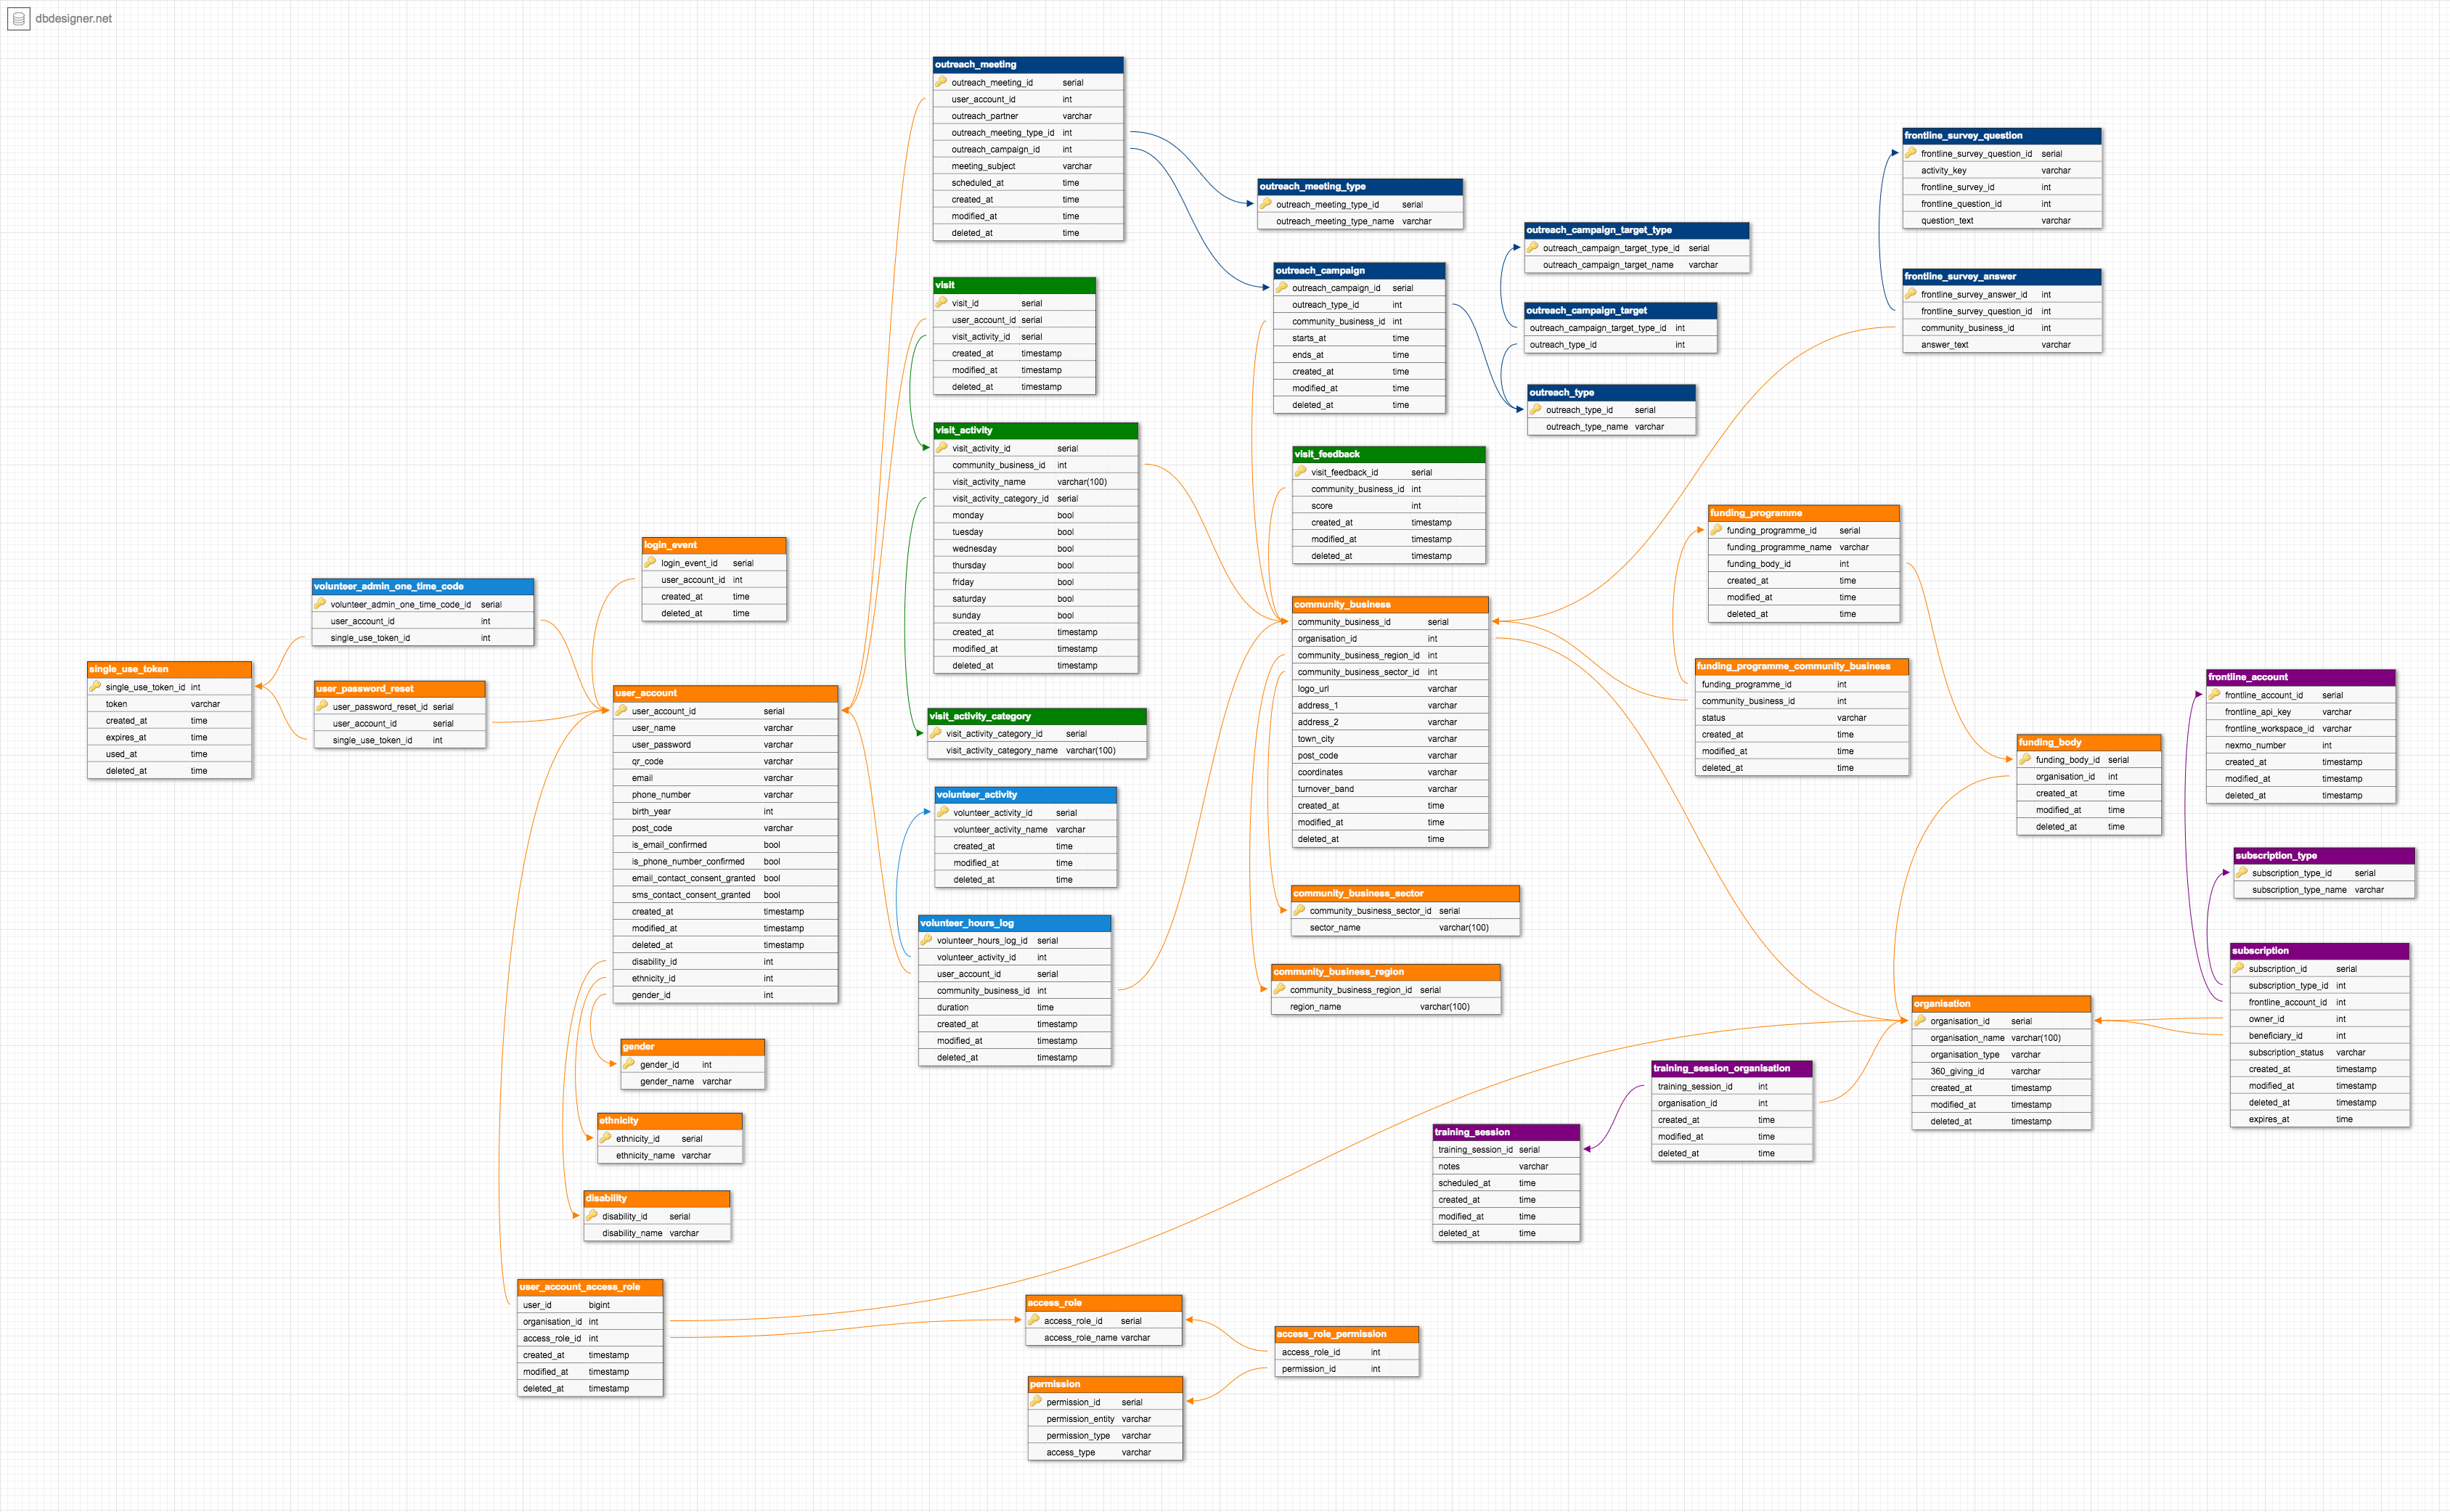 dbdesigner.net
outreach_meeting
outreach_meeting_id serial
user_account_id int
outreach_partner varchar
outreach_meeting_type_id int
outreach_campaign_id int
meeting_subject varchar
scheduled_at time
created_at time
modified_at time
deleted_at time
frontline_survey_question
frontline_survey_question_id serial
activity_key varchar
frontline_survey_id int
frontline_question_id int
question_text varchar
outreach_meeting_type
outreach_meeting_type_id serial
outreach_meeting_type_name varchar
outreach_campaign_target_type
outreach_campaign_target_type_id serial
outreach_campaign_target_name varchar
outreach_campaign
outreach_campaign_id serial
outreach_type_id int
community_business_id int
starts_at time
ends_at time
created_at time
modified_at time
deleted_at time
frontline_survey_answer
frontline_survey_answer_id int
frontline_survey_question_id int
community_business_id int
answer_text varchar
visit
visit_id serial
user_account_id serial
visit_activity_id serial
created_at timestamp
modified_at timestamp
deleted_at timestamp
outreach_campaign_target
outreach_campaign_target_type_id int
outreach_type_id int
outreach_type
outreach_type_id serial
outreach_type_name varchar
visit_activity
visit_activity_id serial
community_business_id int
visit_activity_name varchar(100)
visit_activity_category_id serial
monday bool
tuesday bool
wednesday bool
thursday bool
friday bool
saturday bool
sunday bool
created_at timestamp
modified_at timestamp
deleted_at timestamp
visit_feedback
visit_feedback_id serial
community_business_id int
score int
created_at timestamp
modified_at timestamp
deleted_at timestamp
funding_programme
funding_programme_id serial
funding_programme_name varchar
funding_body_id int
created_at time
modified_at time
deleted_at time
login_event
login_event_id serial
user_account_id int
created_at time
deleted_at time
volunteer_admin_one_time_code
volunteer_admin_one_time_code_id serial
user_account_id int
single_use_token_id int
community_business
community_business_id serial
organisation_id int
community_business_region_id int
community_business_sector_id int
logo_url varchar
address_1 varchar
address_2 varchar
town_city varchar
post_code varchar
coordinates varchar
turnover_band varchar
created_at time
modified_at time
deleted_at time
funding_programme_community_business
funding_programme_id int
community_business_id int
status varchar
created_at time
modified_at time
deleted_at time
single_use_token
single_use_token_id int
token varchar
created_at time
expires_at time
used_at time
deleted_at time
frontline_account
frontline_account_id serial
frontline_api_key varchar
frontline_workspace_id varchar
nexmo_number int
created_at timestamp
modified_at timestamp
deleted_at timestamp
user_password_reset
user_password_reset_id serial
user_account_id serial
single_use_token_id int
user_account
user_account_id serial
user_name varchar
user_password varchar
qr_code varchar
email varchar
phone_number varchar
birth_year int
post_code varchar
is_email_confirmed bool
is_phone_number_confirmed bool
email_contact_consent_granted bool
sms_contact_consent_granted bool
created_at timestamp
modified_at timestamp
deleted_at timestamp
disability_id int
ethnicity_id int
gender_id int
visit_activity_category
visit_activity_category_id serial
visit_activity_category_name varchar(100)
funding_body
funding_body_id serial
organisation_id int
created_at time
modified_at time
deleted_at time
volunteer_activity
volunteer_activity_id serial
volunteer_activity_name varchar
created_at time
modified_at time
deleted_at time
subscription_type
subscription_type_id serial
subscription_type_name varchar
community_business_sector
community_business_sector_id serial
sector_name varchar(100)
volunteer_hours_log
volunteer_hours_log_id serial
volunteer_activity_id int
user_account_id serial
community_business_id int
duration time
created_at timestamp
modified_at timestamp
deleted_at timestamp
subscription
subscription_id serial
subscription_type_id int
frontline_account_id int
owner_id int
beneficiary_id int
subscription_status varchar
created_at timestamp
modified_at timestamp
deleted_at timestamp
expires_at time
community_business_region
community_business_region_id serial
region_name varchar(100)
organisation
organisation_id serial
organisation_name varchar(100)
organisation_type varchar
360_giving_id varchar
created_at timestamp
modified_at timestamp
deleted_at timestamp
gender
gender_id int
gender_name varchar
training_session_organisation
training_session_id int
organisation_id int
created_at time
modified_at time
deleted_at time
ethnicity
ethnicity_id serial
ethnicity_name varchar
training_session
training_session_id serial
notes varchar
scheduled_at time
created_at time
modified_at time
deleted_at time
disability
disability_id serial
disability_name varchar
user_account_access_role
user_id bigint
organisation_id int
access_role_id int
created_at timestamp
modified_at timestamp
deleted_at timestamp
access_role
access_role_id serial
access_role_name varchar
access_role_permission
access_role_id int
permission_id int
permission
permission_id serial
permission_entity varchar
permission_type varchar
access_type varchar